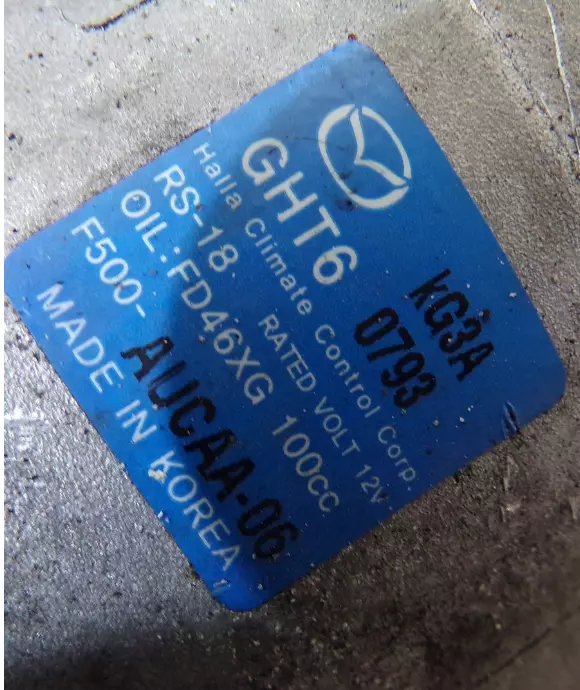 GHT6
Halla Climate Control Corp.
RS-18 RATED VOLT 12V
OIL: FD46XG 100CC
F500-AUCAA-06
MADE IN KOREA
kG3A
0793